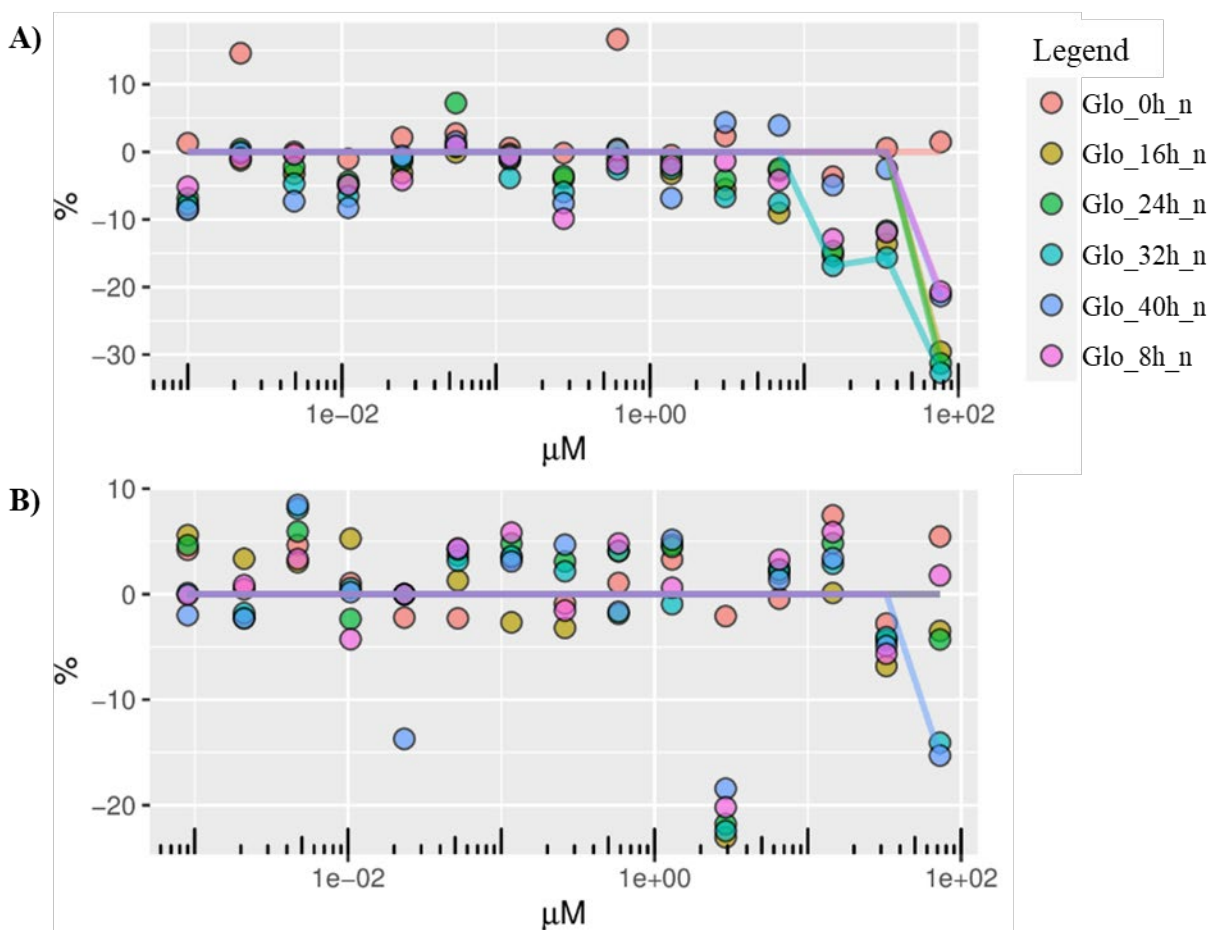 A)
Legend
Glo_0h_n
Glo_16h_n
Glo_24h_n
Glo_32h_n
Glo_40h_n
Glo_8h_n
10
0
−10
−20
−30
%
1e-02
1e+00
1e+02
μM
B)
10
0
−10
−20
%
1e-02
1e+00
1e+02
μM